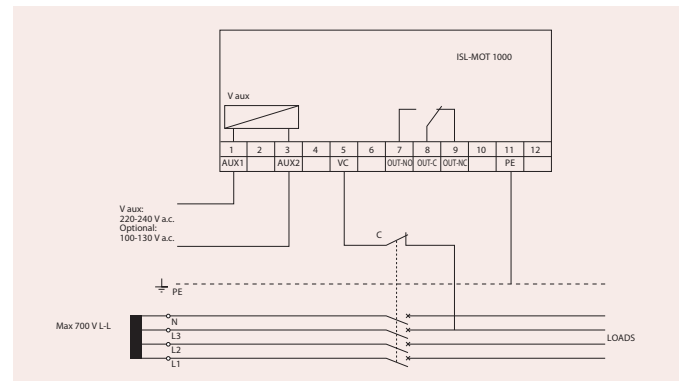 ISL-MOT 1000
V aux
1 2 3 4 5 6 7 8 9 10 11 12
AUX1 AUX2 VC OUT-NO OUT-C OUT-NC PE
V aux:
220-240 V a.c.
Optional:
100-130 V a.c.
C
PE
Max 700 V L-L
N
L3
L2
L1
LOADS